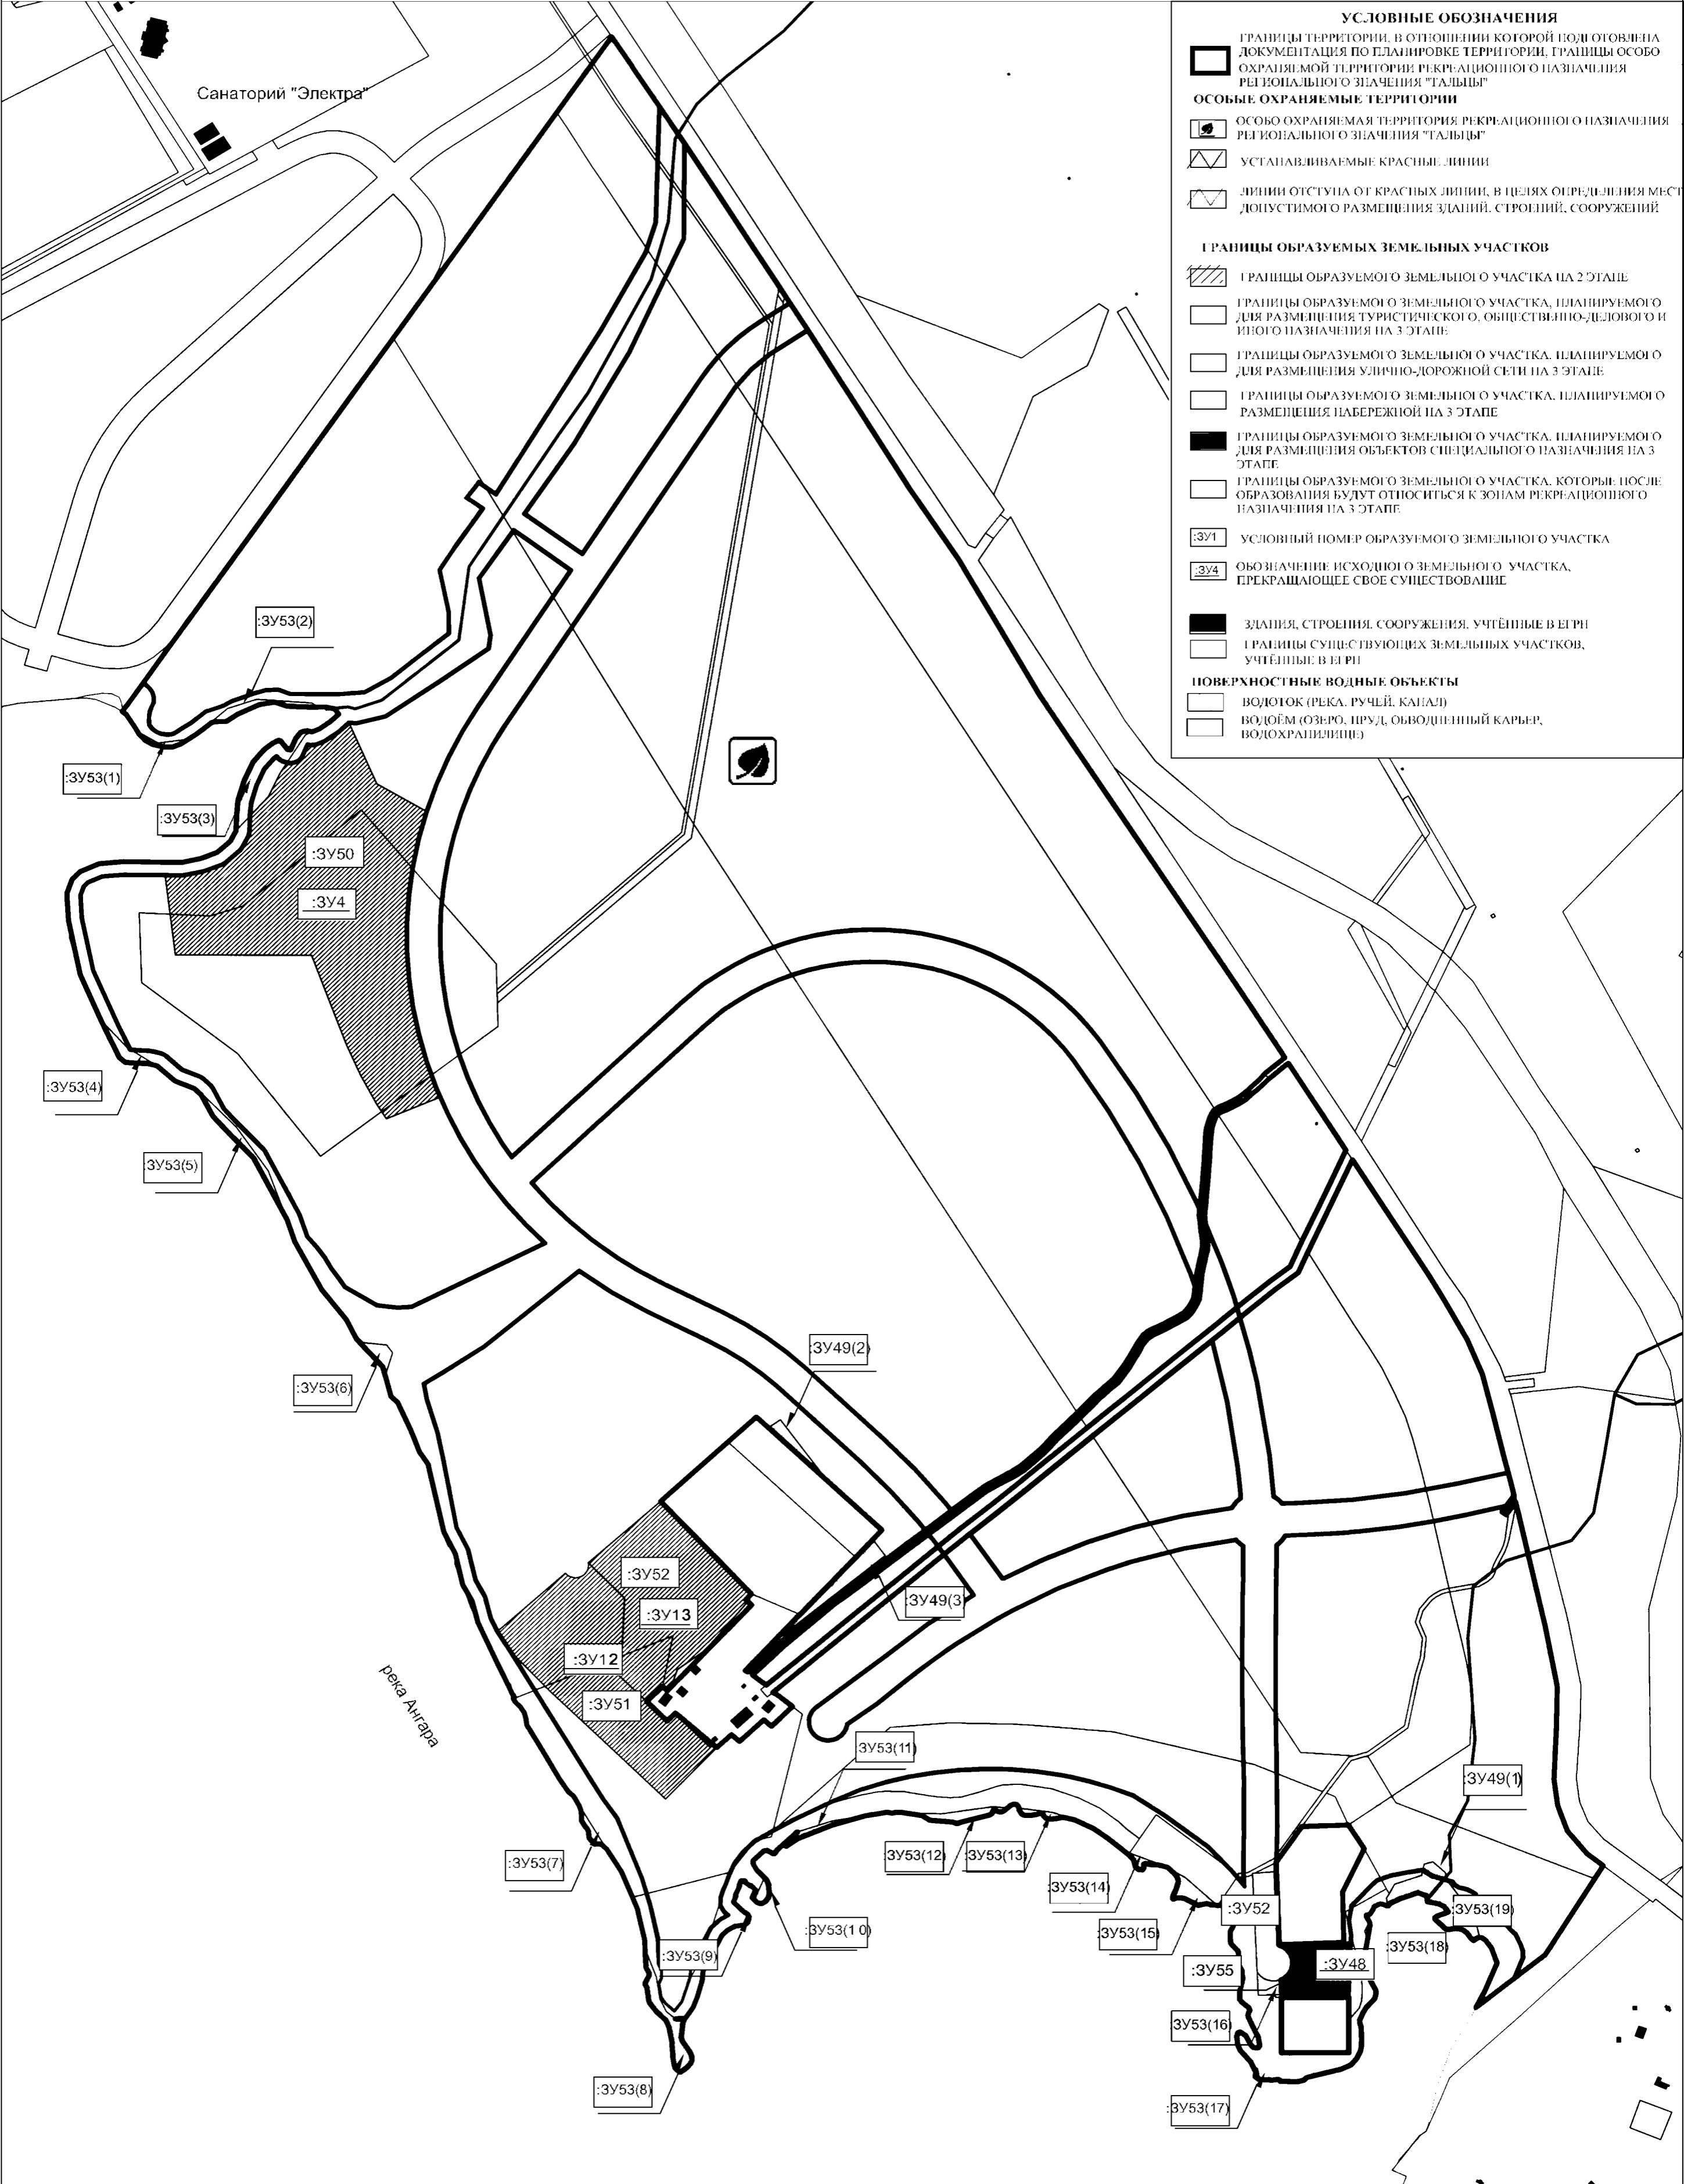 УСЛОВНЫЕ ОБОЗНАЧЕНИЯ
ГРАНИЦЫ ТЕРРИТОРИИ, В ОТНОШЕНИИ КОТОРОЙ ПОДГОТОВЛЕНА
ДОКУМЕНТАЦИЯ ПО ПЛАНИРОВКЕ ТЕРРИТОРИИ, ГРАНИЦЫ ОСОБО
ОХРАНЯЕМОЙ ТЕРРИТОРИИ РЕКРЕАЦИОННОГО НАЗНАЧЕНИЯ
РЕГИОНАЛЬНОГО ЗНАЧЕНИЯ "ТАЛЬЦЫ"
ОСОБЫЕ ОХРАНЯЕМЫЕ ТЕРРИТОРИИ
ОСОБО ОХРАНЯЕМАЯ ТЕРРИТОРИЯ РЕКРЕАЦИОННОГО НАЗНАЧЕНИЯ
РЕГИОНАЛЬНОГО ЗНАЧЕНИЯ "ТАЛЬЦЫ"
УСТАНАВЛИВАЕМЫЕ КРАСНЫЕ ЛИНИИ
ЛИНИИ ОТСТУПА ОТ КРАСНЫХ ЛИНИИ, В ЦЕЛЯХ ОПРЕДЕЛЕНИЯ МЕСТ
ДОПУСТИМОГО РАЗМЕЩЕНИЯ ЗДАНИЙ, СТРОЕНИЙ, СООРУЖЕНИЙ
ГРАНИЦЫ ОБРАЗУЕМЫХ ЗЕМЕЛЬНЫХ УЧАСТКОВ
ГРАНИЦЫ ОБРАЗУЕМОГО ЗЕМЕЛЬНОГО УЧАСТКА НА 2 ЭТАПЕ
ГРАНИЦЫ ОБРАЗУЕМОГО ЗЕМЕЛЬНОГО УЧАСТКА, ПЛАНИРУЕМОГО
ДЛЯ РАЗМЕЩЕНИЯ ТУРИСТИЧЕСКОГО, ОБЩЕСТВЕННО-ДЕЛОВОГО И
ИНОГО НАЗНАЧЕНИЯ НА 3 ЭТАПЕ
ГРАНИЦЫ ОБРАЗУЕМОГО ЗЕМЕЛЬНОГО УЧАСТКА. ПЛАНИРУЕМОГО
ДЛЯ РАЗМЕЩЕНИЯ УЛИЧНО-ДОРОЖНОЙ СЕТИ НА 3 ЭТАПЕ
ГРАНИЦЫ ОБРАЗУЕМОГО ЗЕМЕЛЬНОГО УЧАСТКА. ПЛАНИРУЕМОГО
РАЗМЕЩЕНИЯ НАБЕРЕЖНОЙ НА 3 ЭТАПЕ
ГРАНИЦЫ ОБРАЗУЕМОГО ЗЕМЕЛЬНОГО УЧАСТКА. ПЛАНИРУЕМОГО
ДЛЯ РАЗМЕЩЕНИЯ ОБЪЕКТОВ СПЕЦИАЛЬНОГО НАЗНАЧЕНИЯ НА 3
ЭТАПЕ
ГРАНИЦЫ ОБРАЗУЕМОГО ЗЕМЕЛЬНОГО УЧАСТКА. КОТОРЫЕ ПОСЛЕ
ОБРАЗОВАНИЯ БУДУТ ОТНОСИТЬСЯ К ЗОНАМ РЕКРЕАЦИОННОГО
НАЗНАЧЕНИЯ НА 3 ЭТАПЕ
:ЗУ1 УСЛОВНЫЙ НОМЕР ОБРАЗУЕМОГО ЗЕМЕЛЬНОГО УЧАСТКА
:ЗУ4 ОБОЗНАЧЕНИЕ ИСХОДНОГО ЗЕМЕЛЬНОГО УЧАСТКА,
ПРЕКРАЩАЮЩЕЕ СВОЕ СУЩЕСТВОВАНИЕ
ЗДАНИЯ, СТРОЕНИЯ. СООРУЖЕНИЯ. УЧТЁННЫЕ В ЕГРН
ГРАНИЦЫ СУЩЕСТВУЮЩИХ ЗЕМЕЛЬНЫХ УЧАСТКОВ,
УЧТЁННЫЕ В ЕГРН
ПОВЕРХНОСТНЫЕ ВОДНЫЕ ОБЪЕКТЫ
ВОДОТОК (РЕКА. РУЧЕЙ. КАНАЛ)
ВОДОЁМ (ОЗЕРО, ПРУД, ОБВОДНЕННЫЙ КАРЬЕР,
ВОДОХРАНИЛИЩЕ)
Санаторий "Электра"
:ЗУ53(2)
:ЗУ53(1)
:ЗУ53(3)
:ЗУ50
:ЗУ4
:ЗУ53(4)
:ЗУ53(5)
:ЗУ49(2)
:ЗУ53(6)
:ЗУ52
:ЗУ49(3)
:ЗУ13
:ЗУ12
:ЗУ51
река Ангара
ЗУ53(11)
:ЗУ49(1)
:ЗУ53(12)
:ЗУ53(13)
:ЗУ53(7)
:ЗУ53(14)
:ЗУ52
:ЗУ53(19)
:ЗУ53(10)
:ЗУ53(15)
:ЗУ53(18)
:ЗУ53(9)
:ЗУ48
:ЗУ55
:ЗУ53(16)
:ЗУ53(8)
:ЗУ53(17)